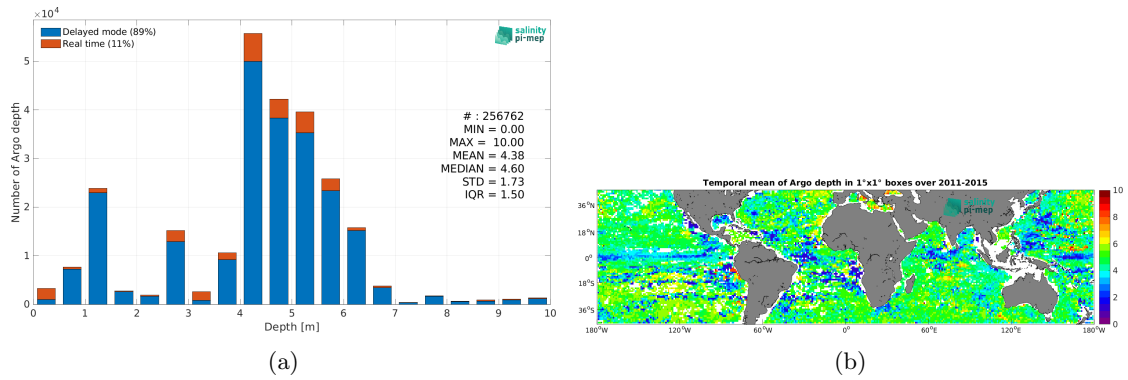 ×10⁴
Delayed mode (89%)
Real time (11%)
salinity
pi-mep
5
4
3
2
1
0
Number of Argo depth
# : 256762
MIN = 0.00
MAX = 10.00
MEAN = 4.38
MEDIAN = 4.60
STD = 1.73
IQR = 1.50
0 1 2 3 4 5 6 7 8 9 10
Depth [m]
(a)
Temporal mean of Argo depth in 1°x1° boxes over 2011-2015
salinity
pi-mep
36°N
18°N
0°
18°S
36°S
180°W 120°W 60°W 0° 60°E 120°E 180°W
10
8
6
4
2
0
(b)